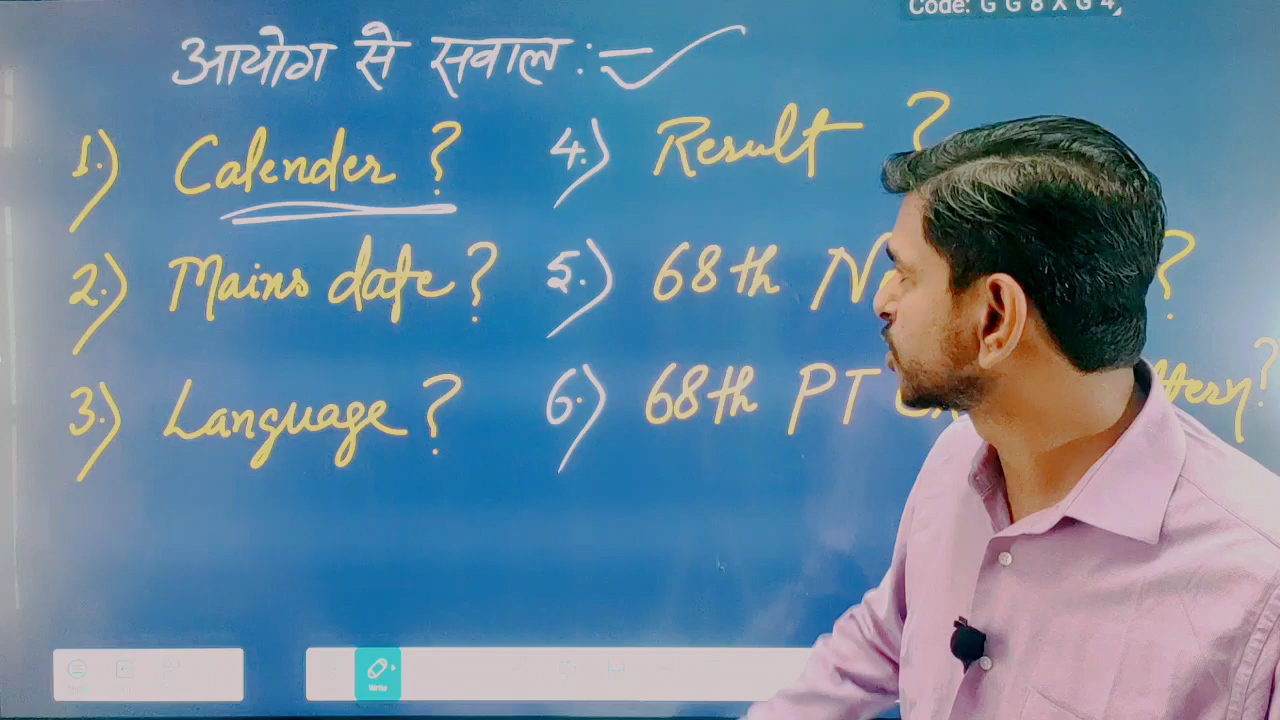 Code: G G 8 X G 4
आयोग से सवाल :-
1.) Calender ?
2.) Mains date ?
3.) Language ?
4.) Result ?
5.) 68th ?
6.) 68th PT ?
Write